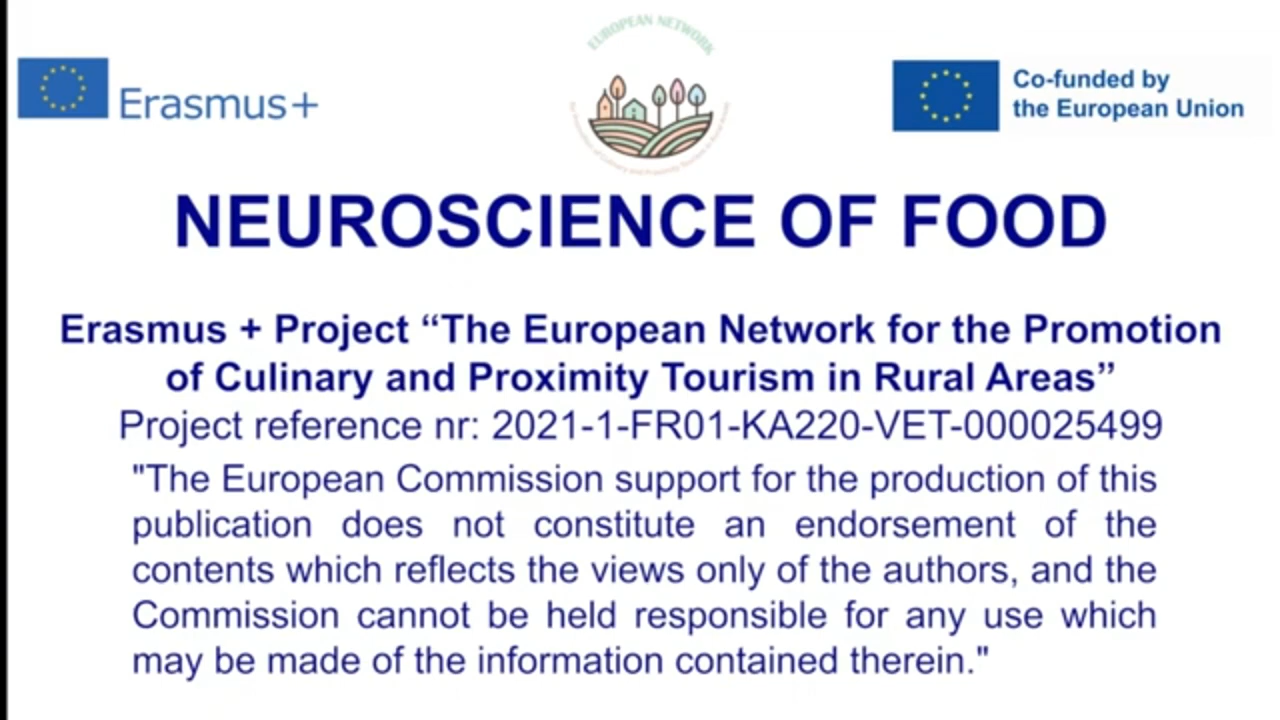 EUROPEAN NETWORK
Erasmus+
Co-funded by
the European Union
NEUROSCIENCE OF FOOD
Erasmus + Project “The European Network for the Promotion
of Culinary and Proximity Tourism in Rural Areas”
Project reference nr: 2021-1-FR01-KA220-VET-000025499
"The European Commission support for the production of this
publication does not constitute an endorsement of the
contents which reflects the views only of the authors, and the
Commission cannot be held responsible for any use which
may be made of the information contained therein."